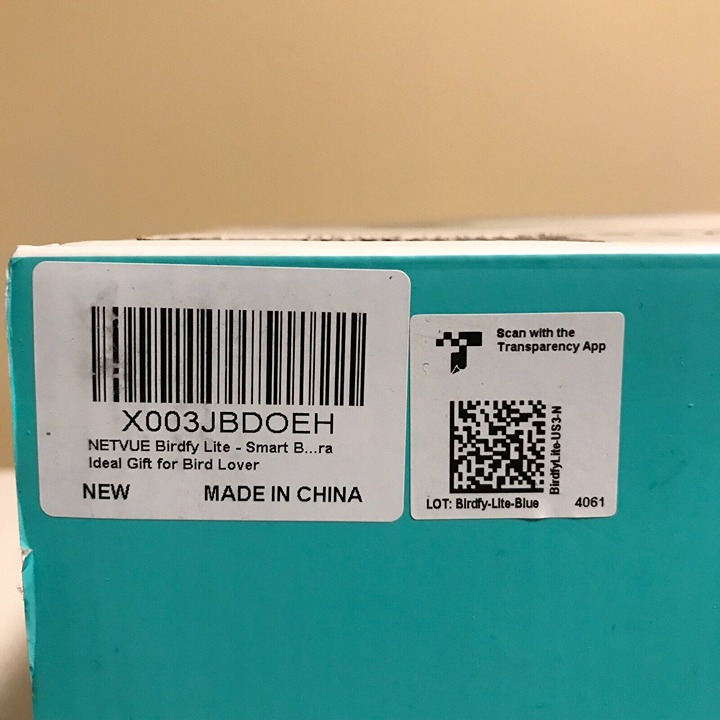 X003JBDOEH
NETVUE Birdfy Lite - Smart B...ra
Ideal Gift for Bird Lover
NEW MADE IN CHINA
Scan with the
Transparency App
BirdfyLite-US3-N
LOT: Birdfy-Lite-Blue 4061